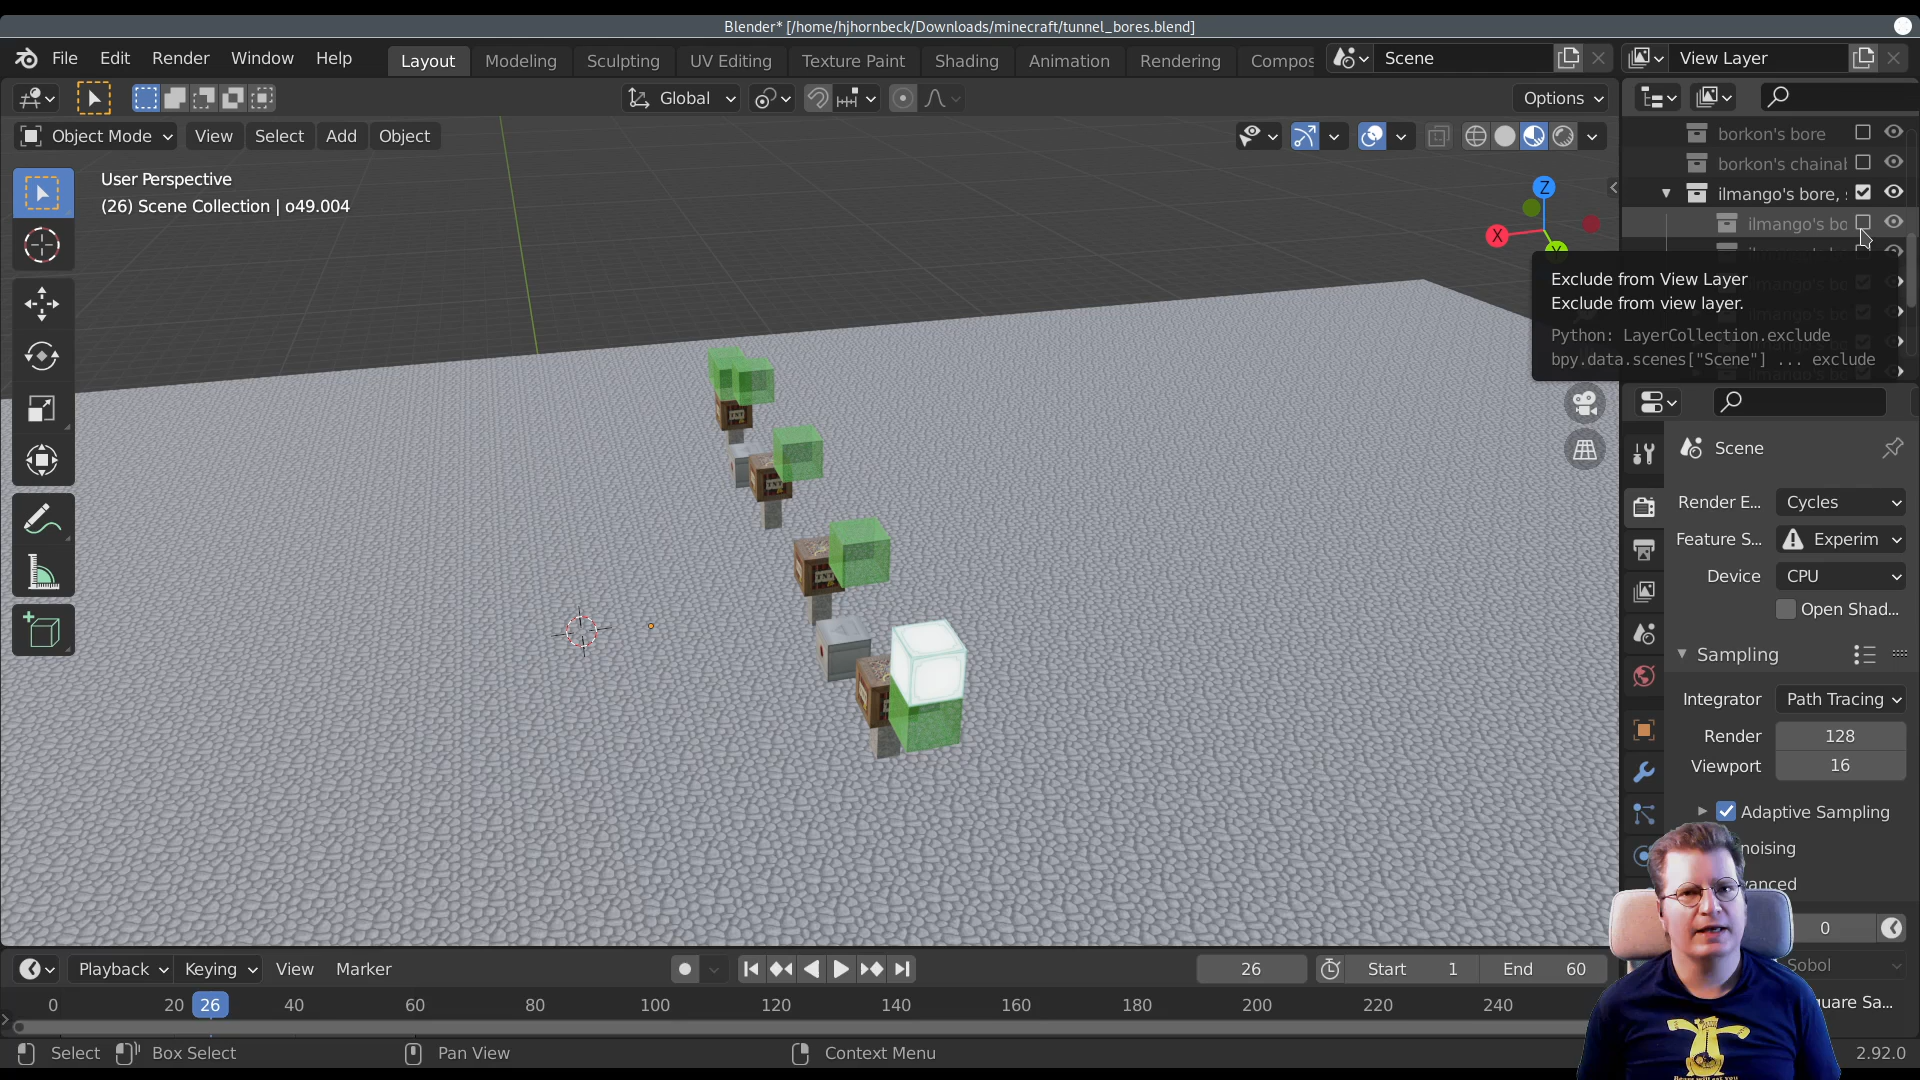 Blender* [/home/hjhornbeck/Downloads/minecraft/tunnel_bores.blend]
File Edit Render Window Help
Layout Modeling Sculpting UV Editing Texture Paint Shading Animation Rendering Compos
Scene
View Layer
Global
Options
Object Mode View Select Add Object
User Perspective
(26) Scene Collection | o49.004
Z
X
Y
borkon's bore
borkon's chainab
ilmango's bore, :
ilmango's bo
Exclude from View Layer
Exclude from view layer.
Python: LayerCollection.exclude
bpy.data.scenes["Scene"] ... exclude
TNT
TNT
TNT
Scene
Render E... Cycles
Feature S... Experim
Device CPU
Open Shad...
Sampling
Integrator Path Tracing
Render 128
Viewport 16
Adaptive Sampling
noising
vanced
0
Sobol
quare Sa...
Playback Keying View Marker
26
Start 1
End 60
0 20 26 40 60 80 100 120 140 160 180 200 220 240
Select Box Select Pan View Context Menu
2.92.0